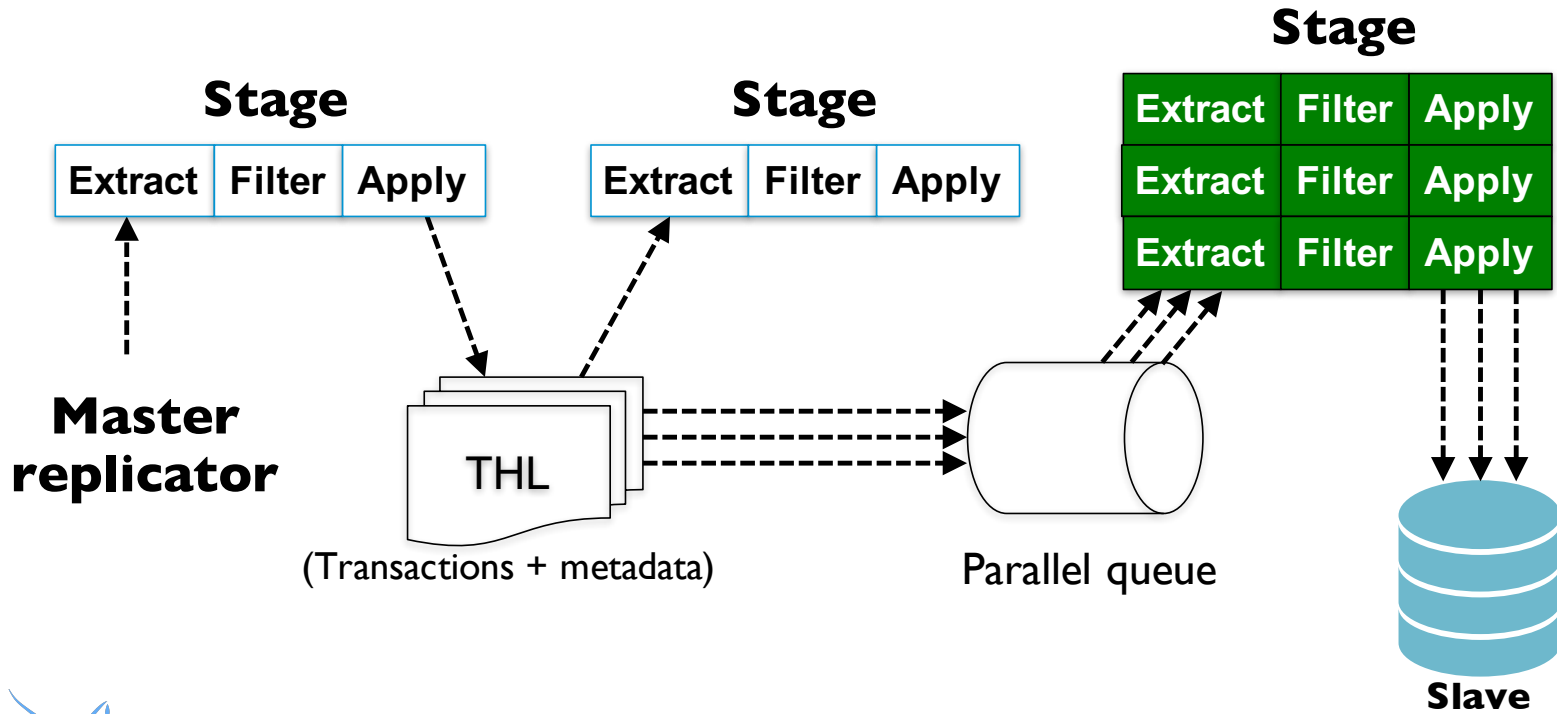 Stage
Stage
Stage
Extract Filter Apply
Extract Filter Apply
Extract Filter Apply
Extract Filter Apply
Extract Filter Apply
Master
replicator
THL
(Transactions + metadata)
Parallel queue
Slave